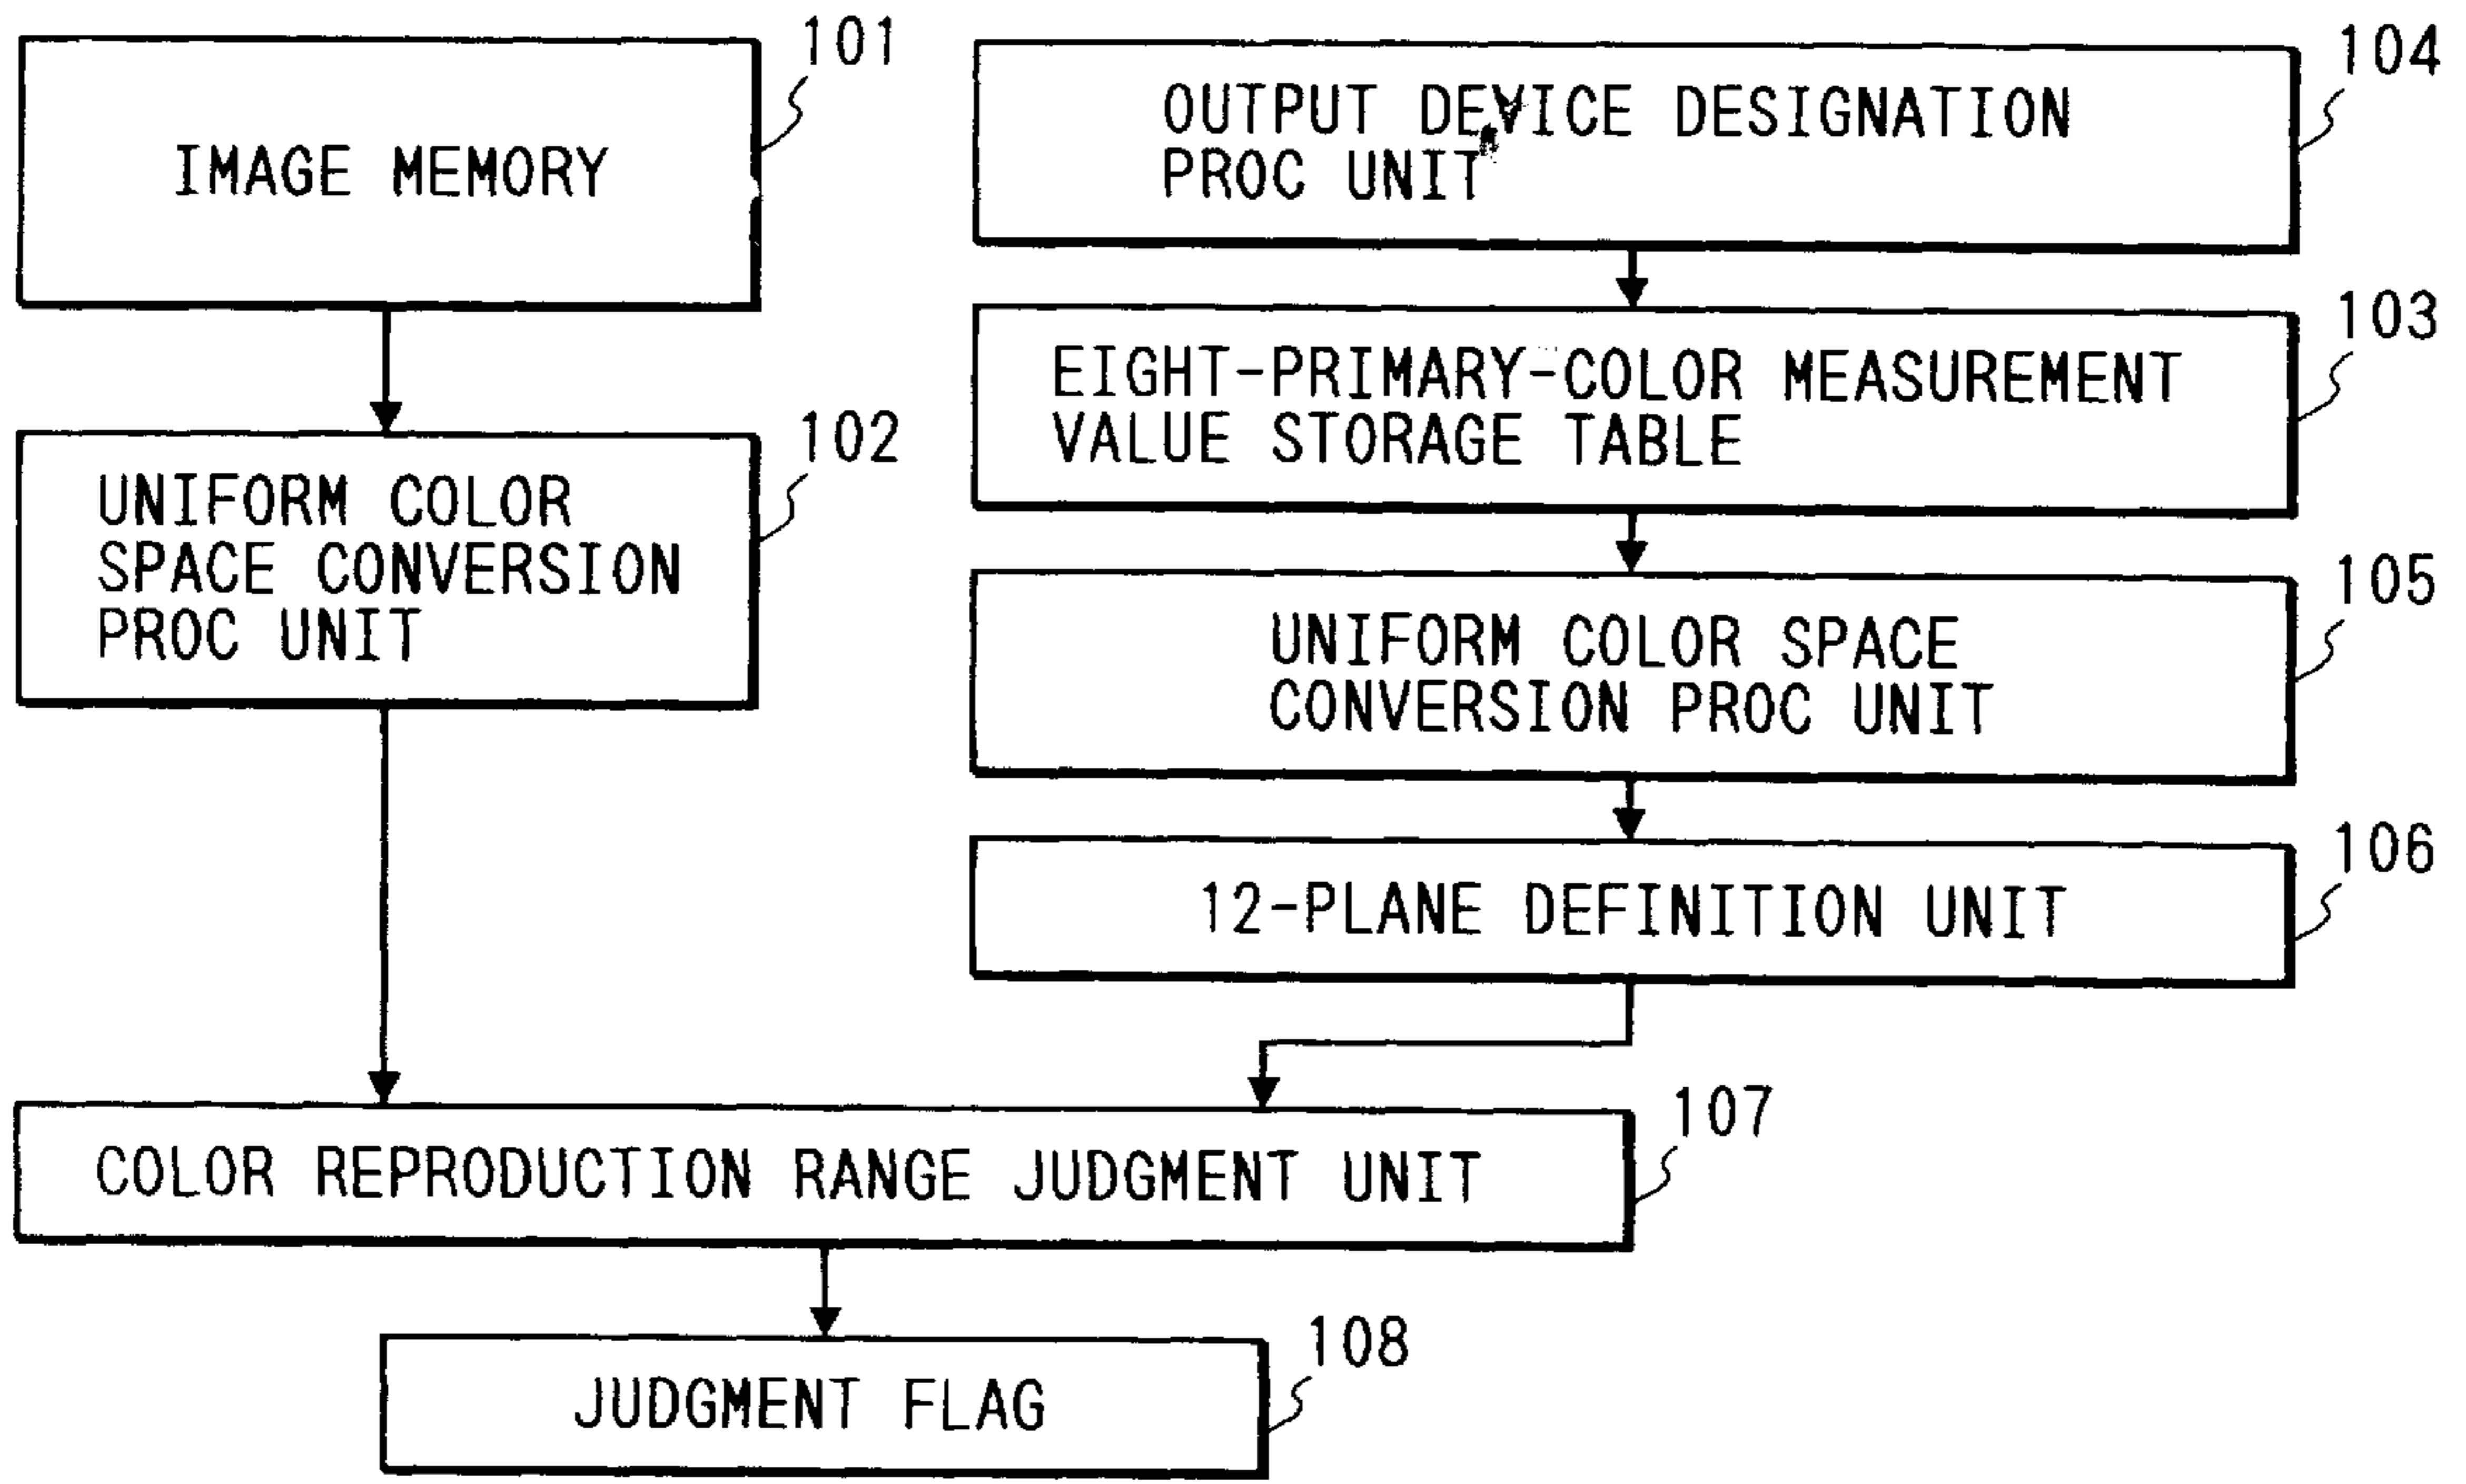 101
IMAGE MEMORY
104
OUTPUT DEVICE DESIGNATION
PROC UNIT
103
EIGHT-PRIMARY-COLOR MEASUREMENT
VALUE STORAGE TABLE
102
UNIFORM COLOR
SPACE CONVERSION
PROC UNIT
105
UNIFORM COLOR SPACE
CONVERSION PROC UNIT
106
12-PLANE DEFINITION UNIT
107
COLOR REPRODUCTION RANGE JUDGMENT UNIT
108
JUDGMENT FLAG